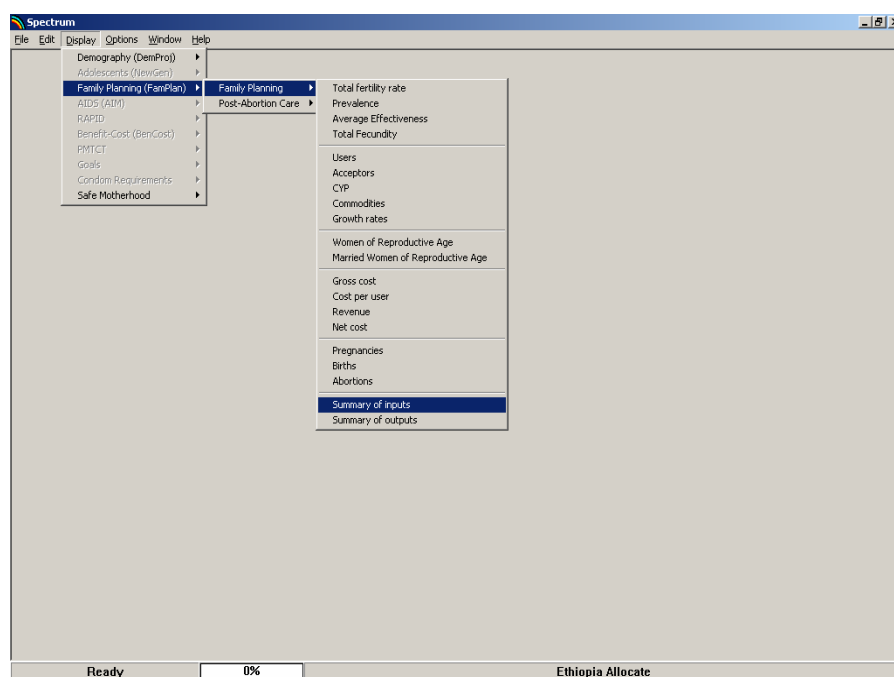 Spectrum
File Edit Display Options Window Help
Demography (DemProj)
Adolescents (NewGen)
Family Planning (FamPlan)
AIDS (AIM)
RAPID
Benefit-Cost (BenCost)
PMTCT
Goals
Condom Requirements
Safe Motherhood
Family Planning
Post-Abortion Care
Total fertility rate
Prevalence
Average Effectiveness
Total Fecundity
Users
Acceptors
CYP
Commodities
Growth rates
Women of Reproductive Age
Married Women of Reproductive Age
Gross cost
Cost per user
Revenue
Net cost
Pregnancies
Births
Abortions
Summary of inputs
Summary of outputs
Ready 0% Ethiopia Allocate